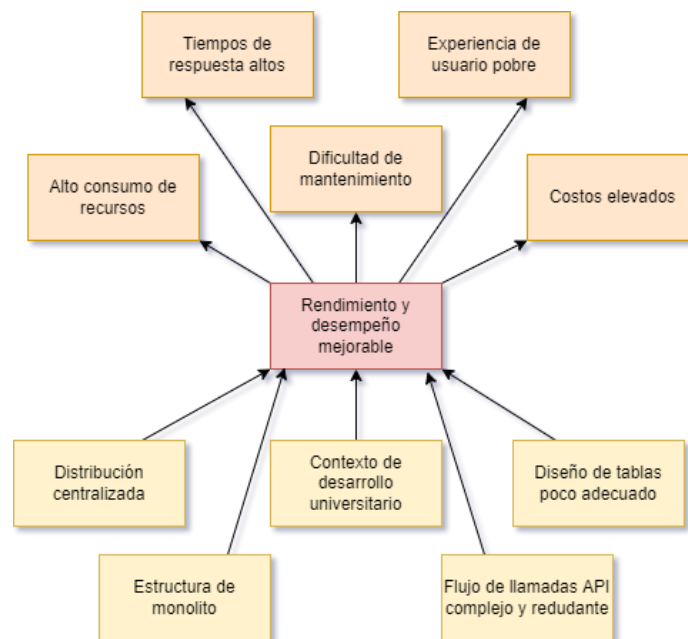 Tiempos de
respuesta altos
Experiencia de
usuario pobre
Alto consumo de
recursos
Dificultad de
mantenimiento
Costos elevados
Rendimiento y
desempeño
mejorable
Distribución
centralizada
Contexto de
desarrollo
universitario
Diseño de tablas
poco adecuado
Estructura de
monolito
Flujo de llamadas API
complejo y redudante